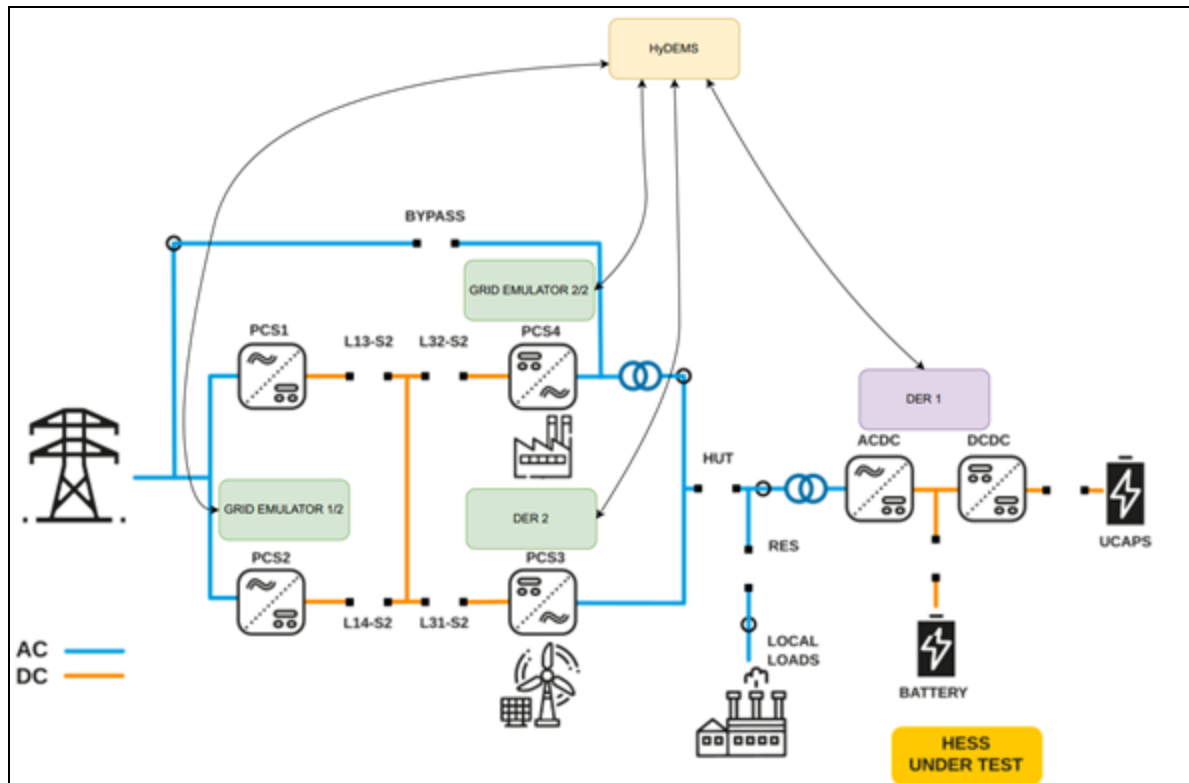 HyDEMS
BYPASS
GRID EMULATOR 2/2
PCS1
L13-S2
L32-S2
PCS4
DER 1
ACDC
DCDC
HUT
GRID EMULATOR 1/2
DER 2
RES
UCAPS
PCS2
PCS3
L14-S2
L31-S2
LOCAL
LOADS
AC
DC
BATTERY
HESS
UNDER TEST